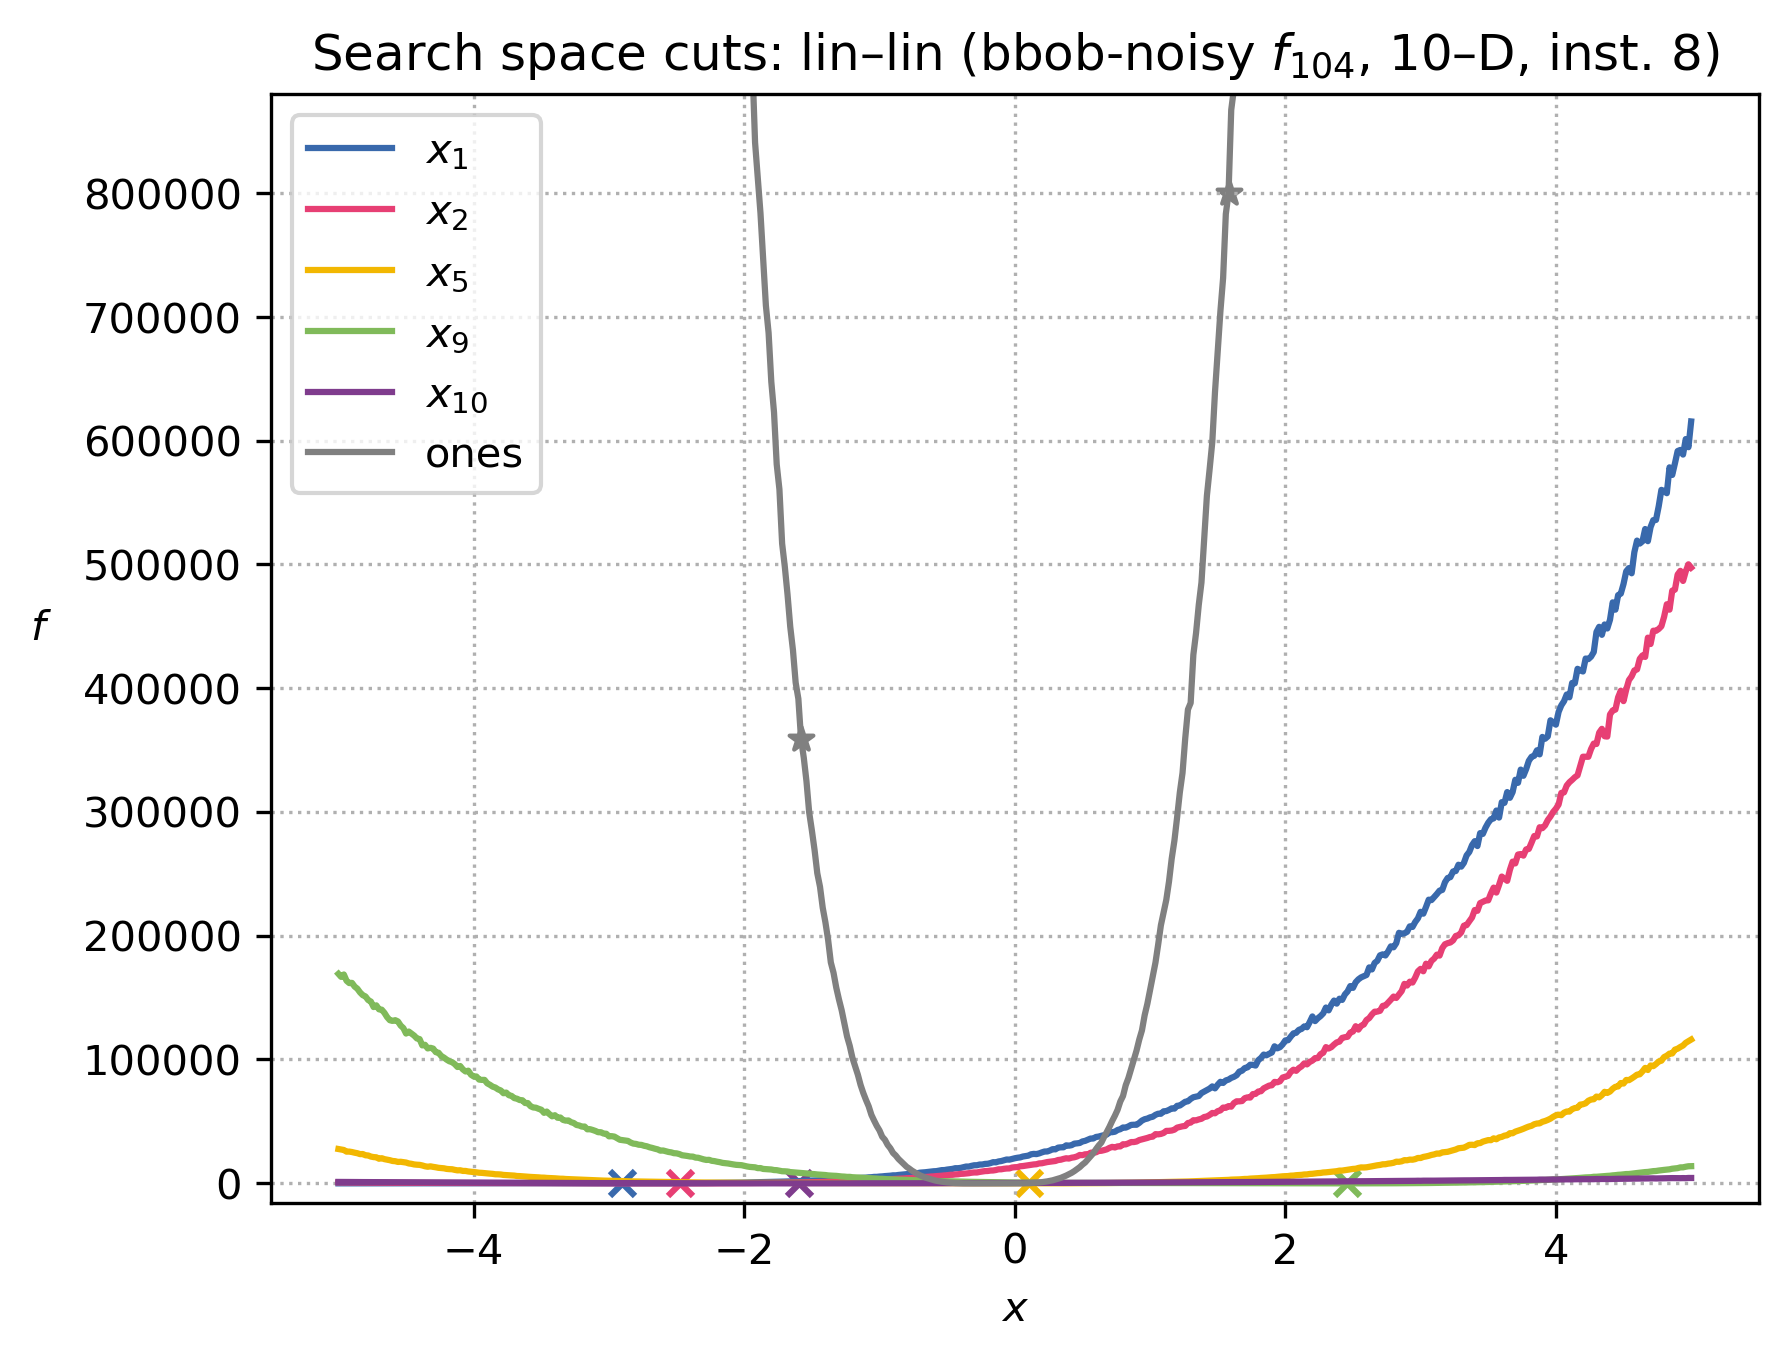 Search space cuts: lin–lin (bbob-noisy f104, 10–D, inst. 8)
x1
x2
x5
x9
x10
ones
800000
700000
600000
500000
400000
300000
200000
100000
0
f
−4 −2 0 2 4
x